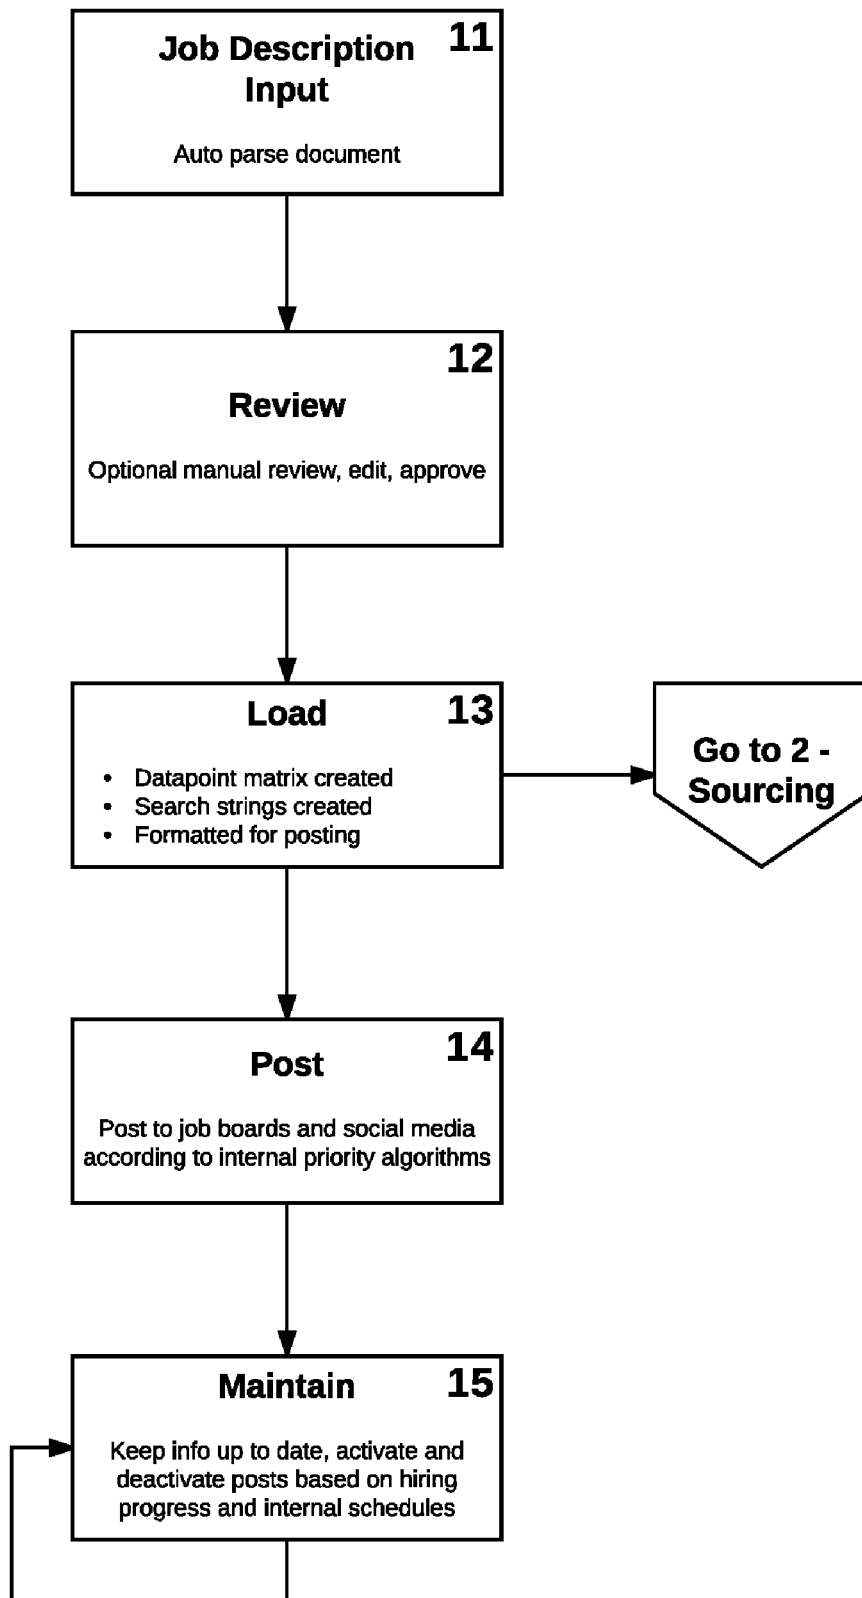 11
Job Description
Input
Auto parse document
12
Review
Optional manual review, edit, approve
13
Load
• Datapoint matrix created
• Search strings created
• Formatted for posting
Go to 2 -
Sourcing
14
Post
Post to job boards and social media
according to internal priority algorithms
15
Maintain
Keep info up to date, activate and
deactivate posts based on hiring
progress and internal schedules